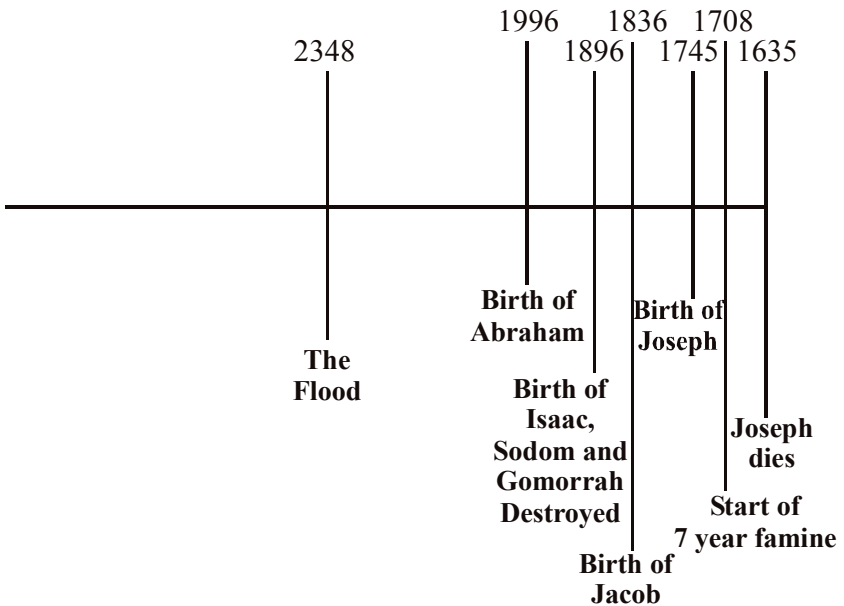 1996
1836
1708
2348
1896
1745
1635
Birth of
Abraham
Birth of
Joseph
The
Flood
Birth of
Isaac,
Sodom and
Gomorrah
Destroyed
Joseph
dies
Start of
7 year famine
Birth of
Jacob